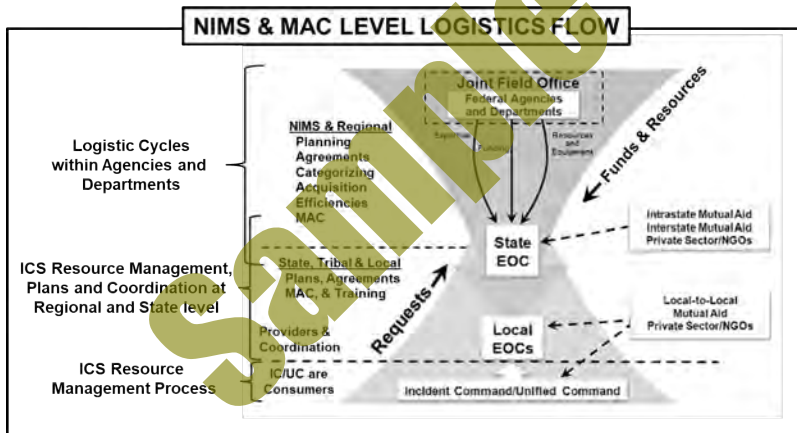 NIMS & MAC LEVEL LOGISTICS FLOW
Joint Field Office
Federal Agencies
and Departments
Expertise
Funding
Resources
and
Equipment
Funds & Resources
Logistic Cycles
within Agencies and
Departments
NIMS & Regional
Planning
Agreements
Categorizing
Acquisition
Efficiencies
MAC
State
EOC
Intrastate Mutual Aid
Interstate Mutual Aid
Private Sector/NGOs
ICS Resource Management,
Plans and Coordination at
Regional and State level
State, Tribal & Local
Plans, Agreements
MAC, & Training
Requests
Providers &
Coordination
Local
EOCs
Local-to-Local
Mutual Aid
Private Sector/NGOs
ICS Resource
Management Process
IC/UC are
Consumers
Incident Command/Unified Command
Sample